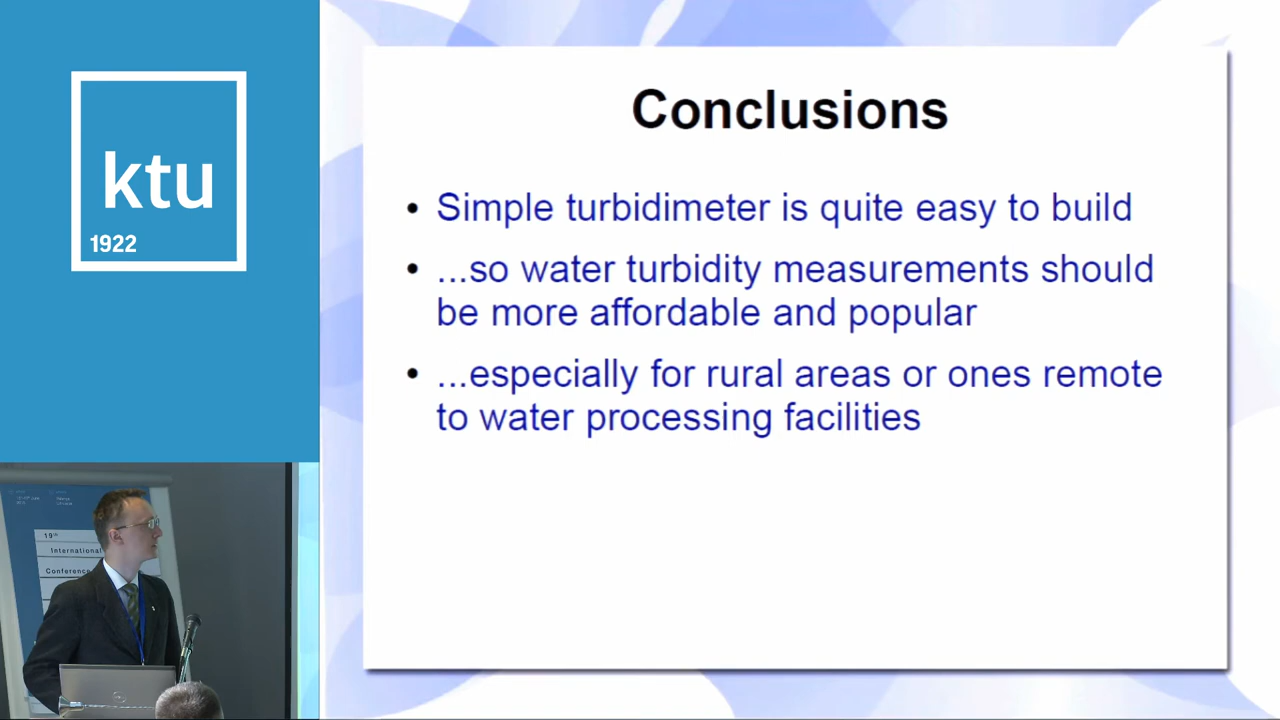 ktu
1922
Conclusions
• Simple turbidimeter is quite easy to build
• ...so water turbidity measurements should
be more affordable and popular
• ...especially for rural areas or ones remote
to water processing facilities
19th
International
Conference